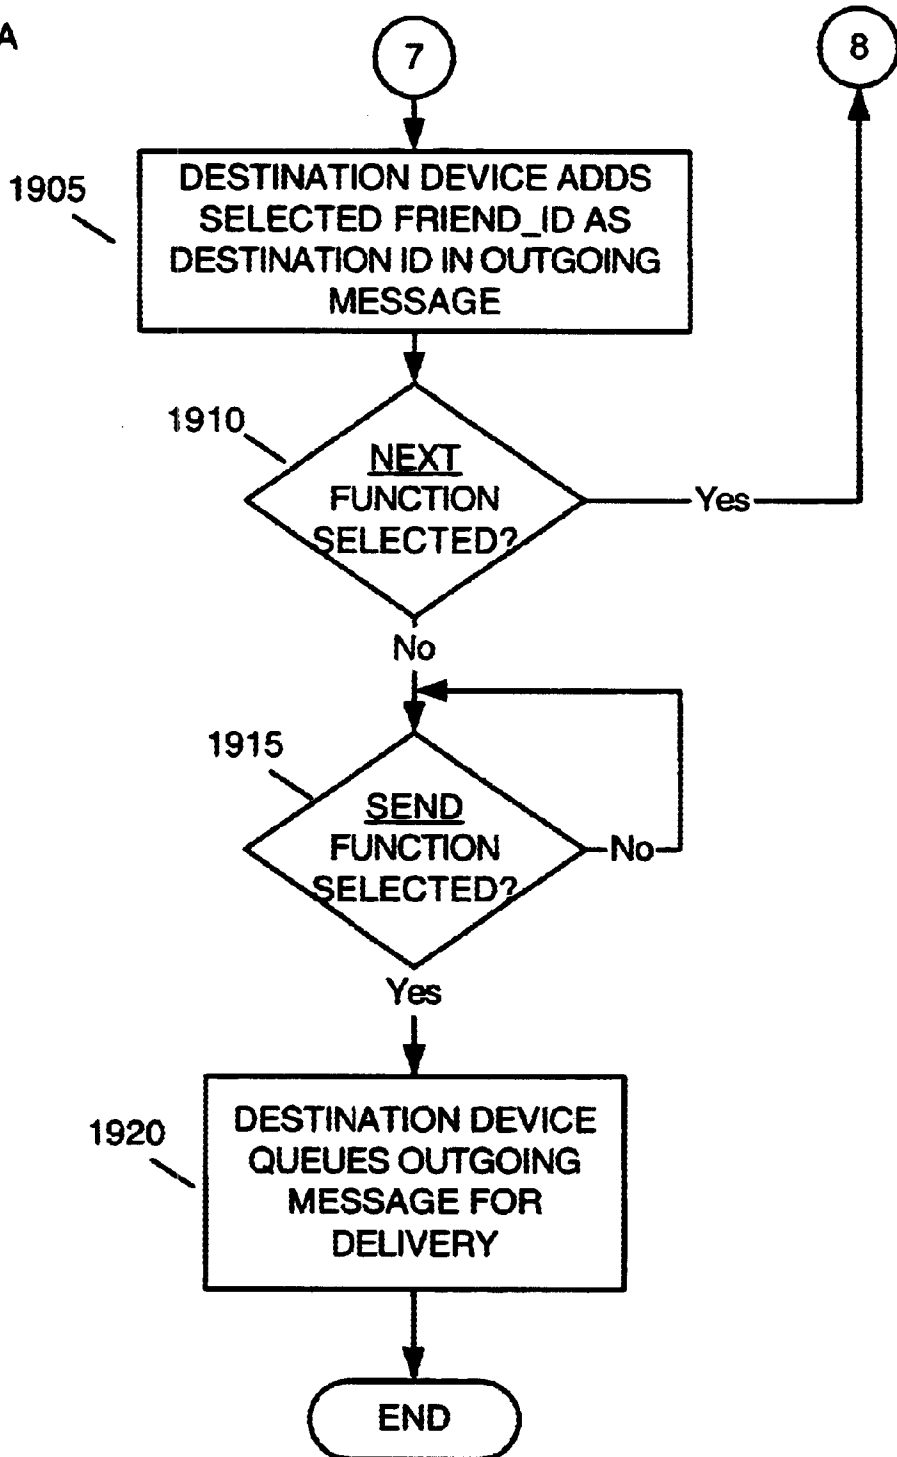 A
7
8
1905
DESTINATION DEVICE ADDS
SELECTED FRIEND_ID AS
DESTINATION ID IN OUTGOING
MESSAGE
1910
NEXT
FUNCTION
SELECTED?
Yes
No
1915
SEND
FUNCTION
SELECTED?
No
Yes
1920
DESTINATION DEVICE
QUEUES OUTGOING
MESSAGE FOR
DELIVERY
END